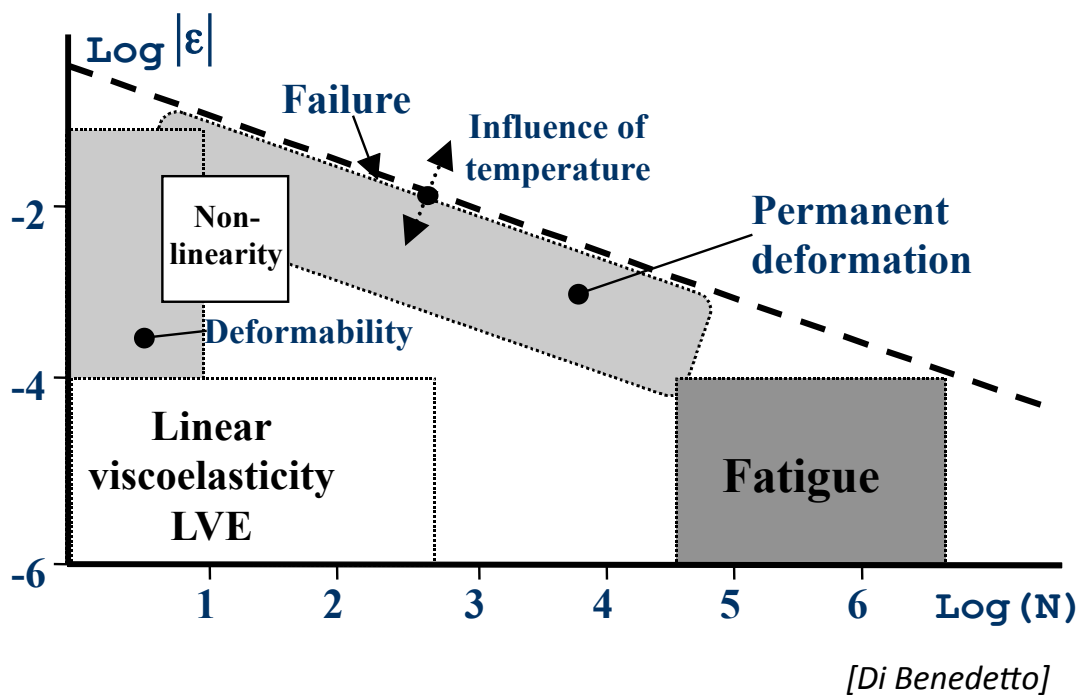 Log |ε|
Failure
Influence of
temperature
-2
Non-
linearity
Permanent
deformation
Deformability
-4
Linear
viscoelasticity
LVE
Fatigue
-6
1 2 3 4 5 6 Log(N)
[Di Benedetto]